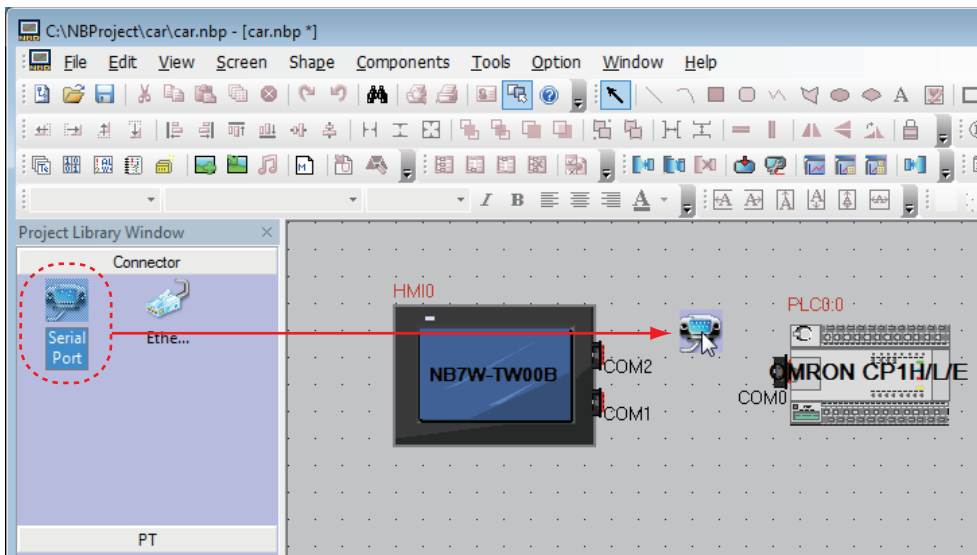 C:\NBProject\car\car.nbp - [car.nbp *]
File Edit View Screen Shape Components Tools Option Window Help
I B A
Project Library Window
Connector
Serial Port
Ethe...
PT
HMI0
NB7W-TW00B
COM2
COM1
PLC0:0
OMRON CP1H/L/E
COM0